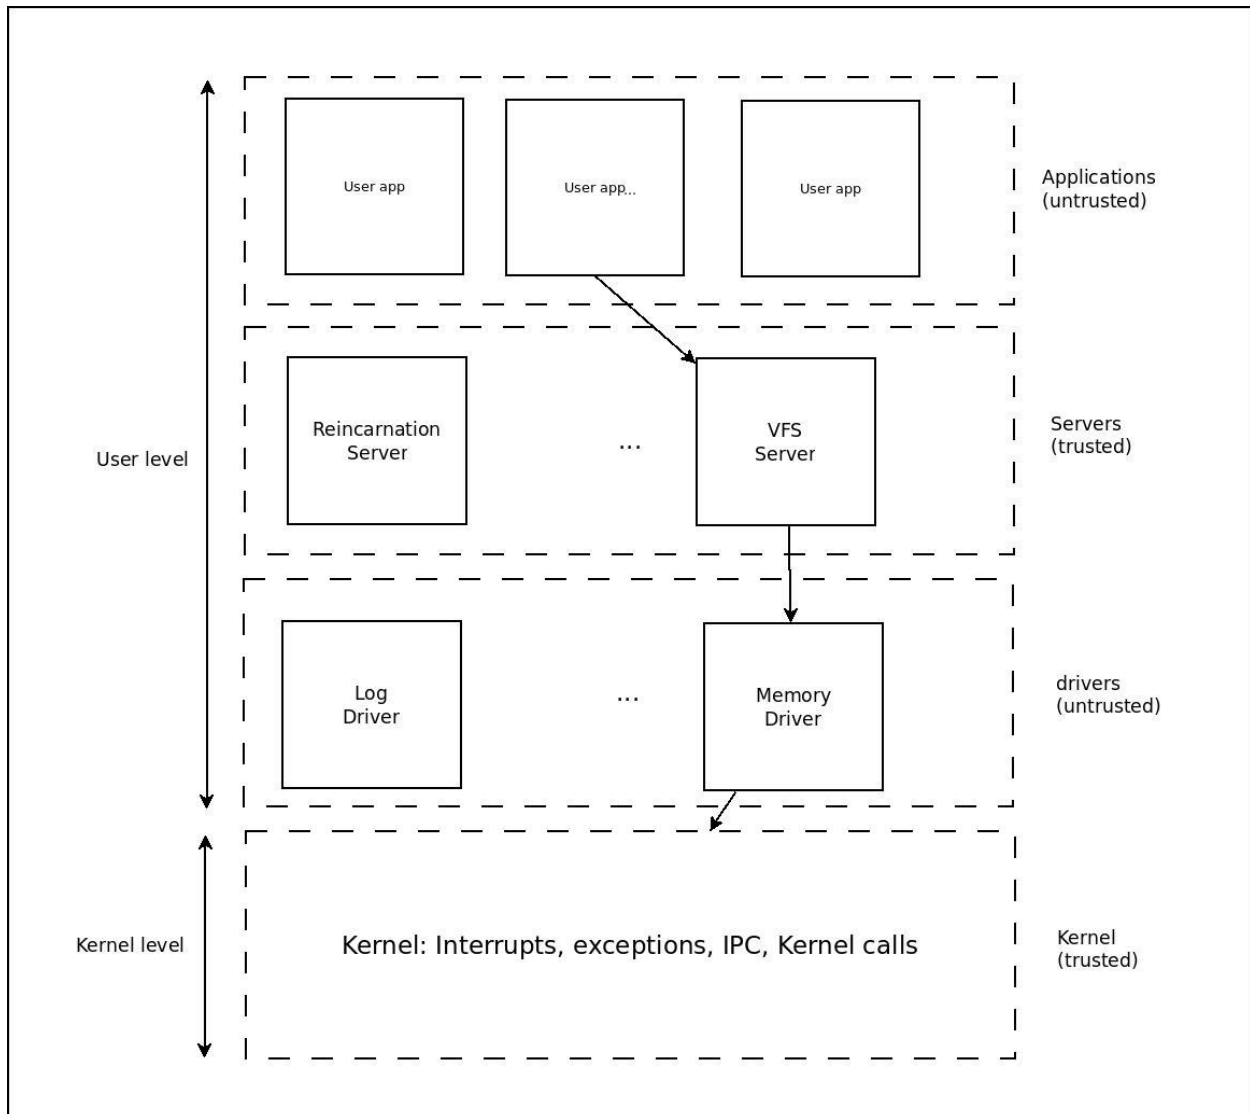 User app
User app...
User app
Applications
(untrusted)
Reincarnation
Server
...
VFS
Server
Servers
(trusted)
User level
Log
Driver
...
Memory
Driver
drivers
(untrusted)
Kernel level
Kernel: Interrupts, exceptions, IPC, Kernel calls
Kernel
(trusted)